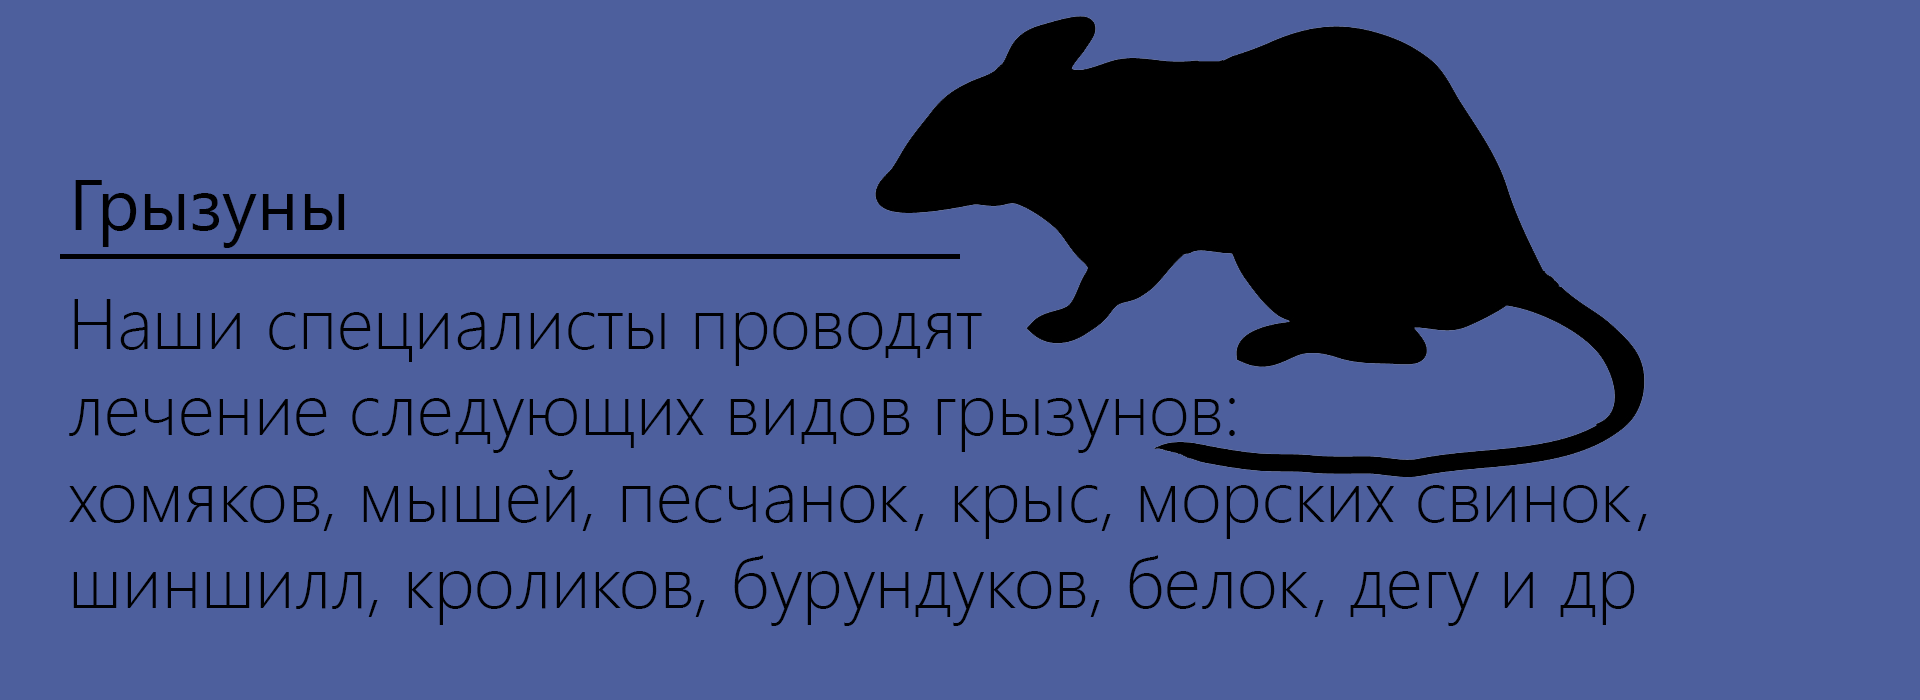 Грызуны
Наши специалисты проводят
лечение следующих видов грызунов:
хомяков, мышей, песчанок, крыс, морских свинок,
шиншилл, кроликов, бурундуков, белок, дегу и др